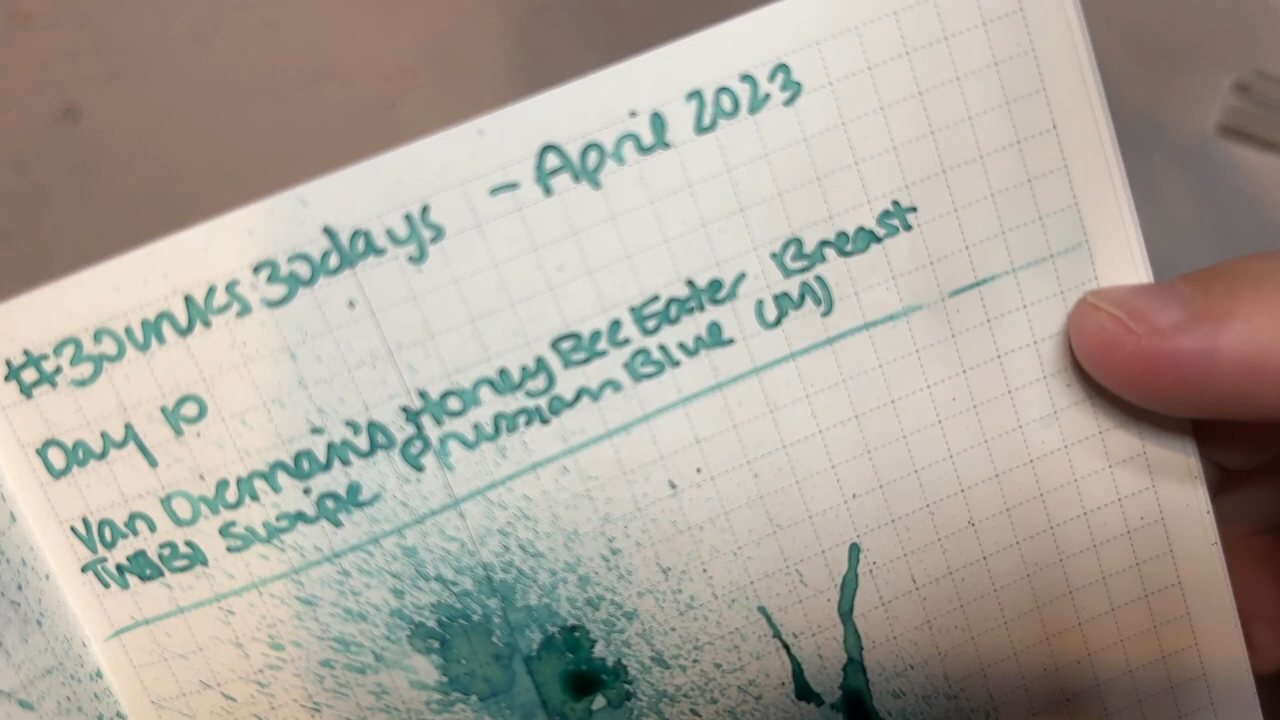 #30inks30days - April 2023
Day 10
Van Dieman's Honey Bee Eater Breast
TWSBI Swipe Prussian Blue (M)